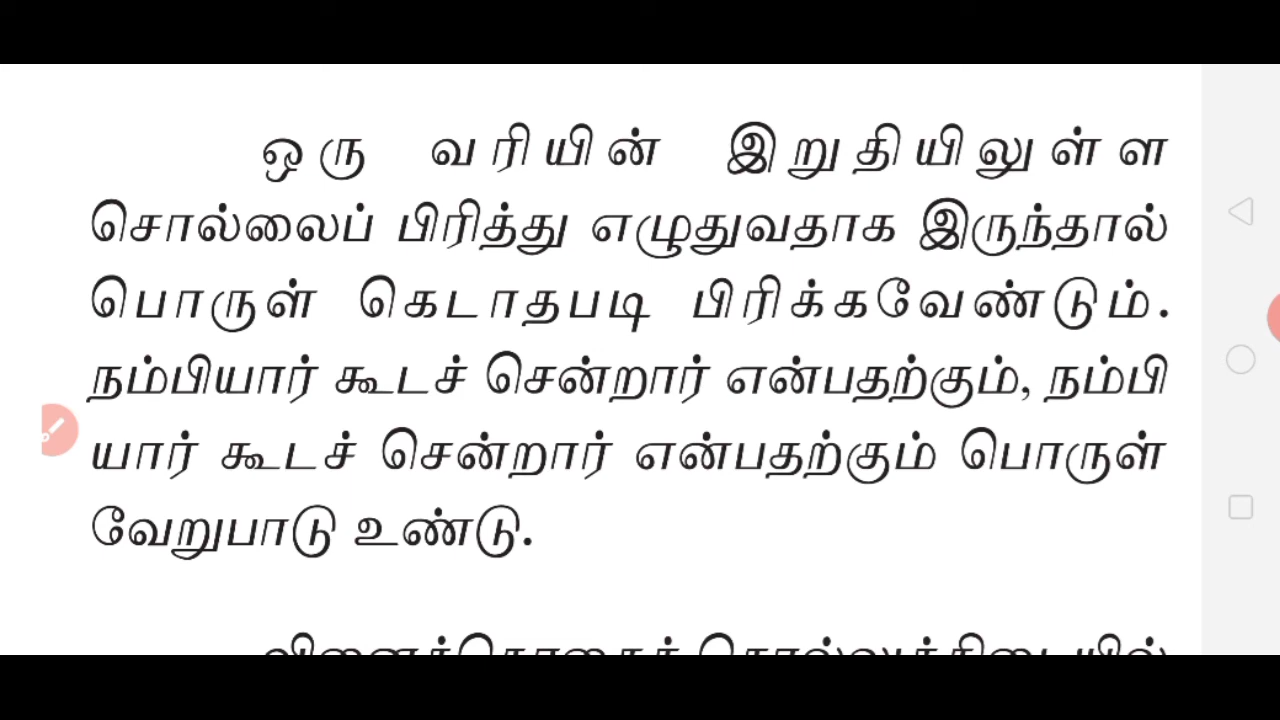 ஒரு வரியின் இறுதியிலுள்ள
சொல்லைப் பிரித்து எழுதுவதாக இருந்தால்
பொருள் கெடாதபடி பிரிக்கவேண்டும்.
நம்பியார் கூடச் சென்றார் என்பதற்கும், நம்பி
யார் கூடச் சென்றார் என்பதற்கும் பொருள்
வேறுபாடு உண்டு.